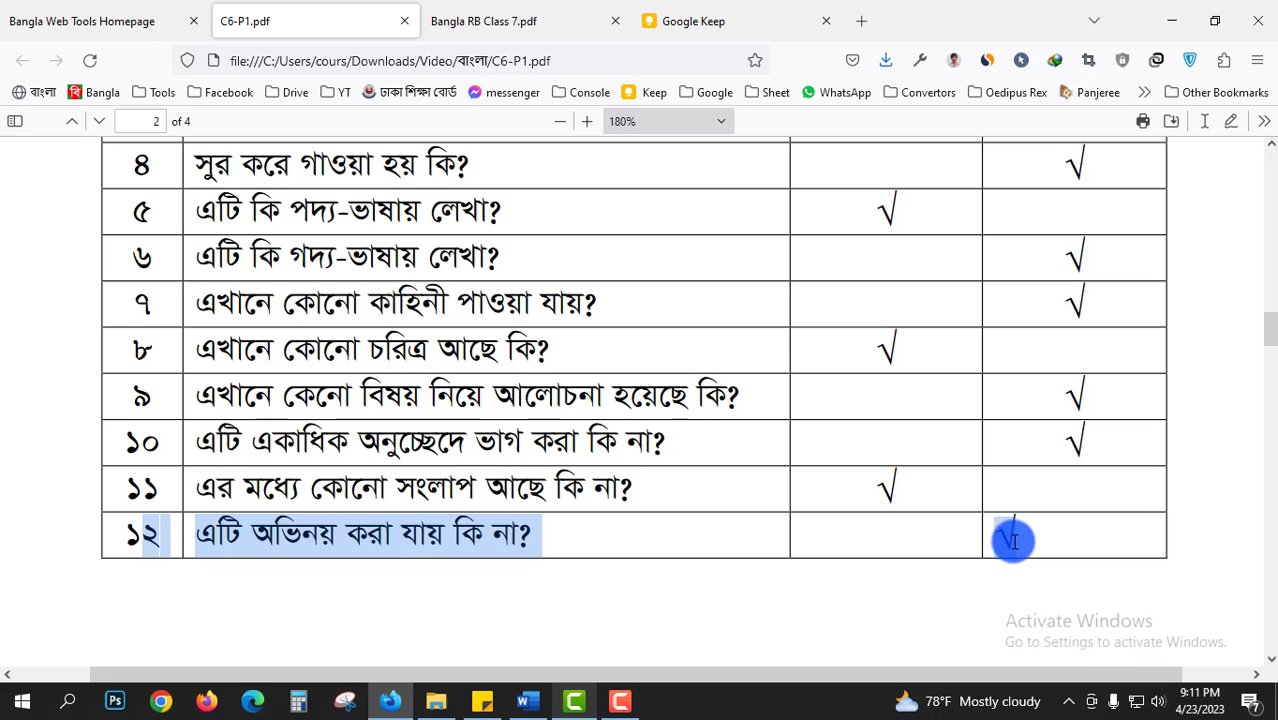 Bangla Web Tools Homepage × C6-P1.pdf × Bangla RB Class 7.pdf × Google Keep × +
file:///C:/Users/cours/Downloads/Video/বাংলা/C6-P1.pdf
বাংলা Bangla Tools Facebook Drive YT ঢাকা শিক্ষা বোর্ড messenger Console Keep Google Sheet WhatsApp Convertors Oedipus Rex Panjeree Other Bookmarks
2 of 4 − + 180%
৪ সুর করে গাওয়া হয় কি? √
৫ এটি কি পদ্য-ভাষায় লেখা? √
৬ এটি কি গদ্য-ভাষায় লেখা? √
৭ এখানে কোনো কাহিনী পাওয়া যায়? √
৮ এখানে কোনো চরিত্র আছে কি? √
৯ এখানে কেনো বিষয় নিয়ে আলোচনা হয়েছে কি? √
১০ এটি একাধিক অনুচ্ছেদে ভাগ করা কি না? √
১১ এর মধ্যে কোনো সংলাপ আছে কি না? √
১২ এটি অভিনয় করা যায় কি না? √
Activate Windows
Go to Settings to activate Windows.
78°F Mostly cloudy 9:11 PM
4/23/2023 7